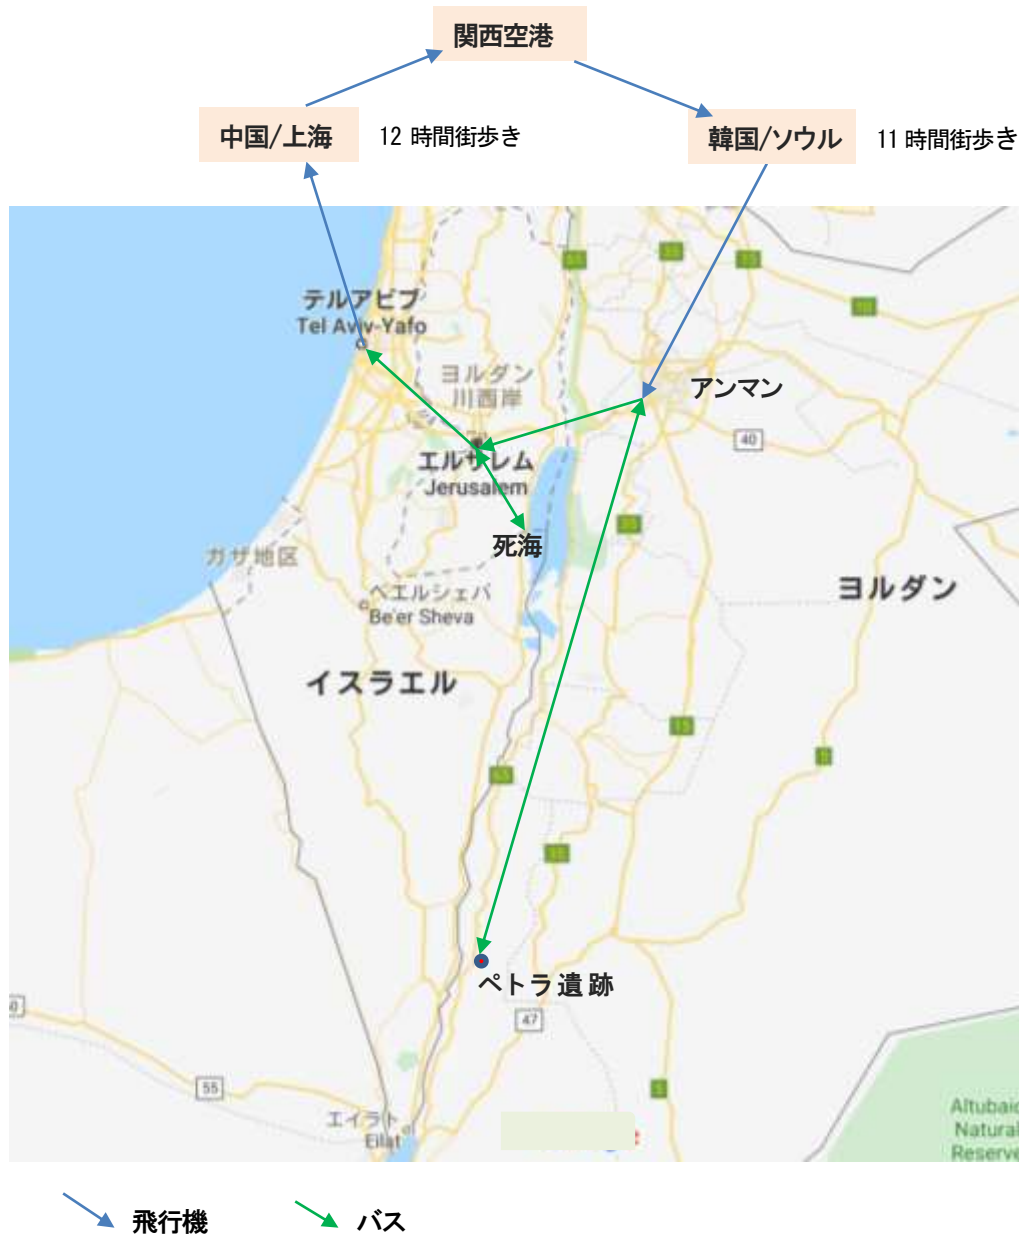 関西空港
中国/上海
12 時間街歩き
韓国/ソウル
11 時間街歩き
テルアビブ
Tel Aviv-Yafo
ヨルダン
川西岸
アンマン
40
エルサレム
Jerusalem
死海
ガザ地区
ベエルシェバ
Be'er Sheva
ヨルダン
イスラエル
15
65
ペトラ遺跡
47
55
エイラト
Eilat
Altubaic
Natural
Reserve
飛行機
バス